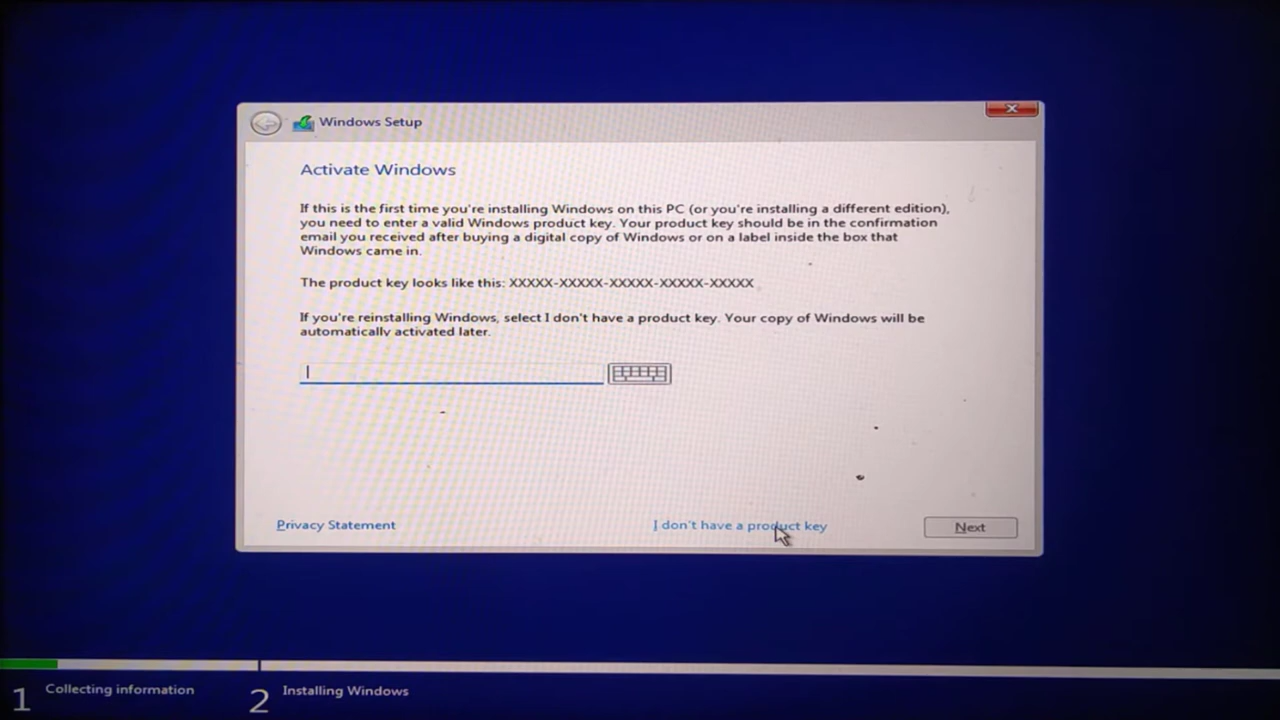 Windows Setup
Activate Windows
If this is the first time you're installing Windows on this PC (or you're installing a different edition),
you need to enter a valid Windows product key. Your product key should be in the confirmation
email you received after buying a digital copy of Windows or on a label inside the box that
Windows came in.
The product key looks like this: XXXXX-XXXXX-XXXXX-XXXXX-XXXXX
If you're reinstalling Windows, select I don't have a product key. Your copy of Windows will be
automatically activated later.
Privacy Statement
I don't have a product key
Next
1 Collecting information
2 Installing Windows